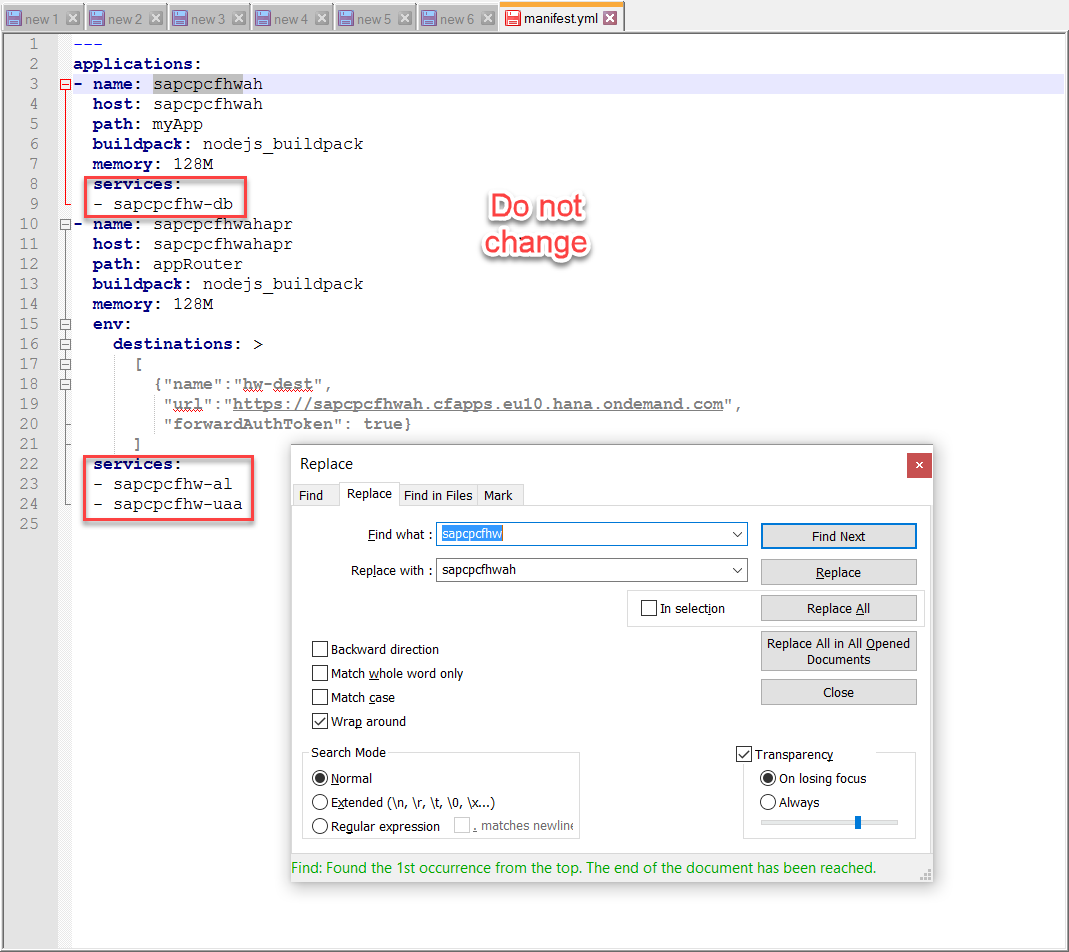 new 1 new 2 new 3 new 4 new 5 new 6 manifest.yml
1 ---
2 applications:
3 - name: sapcpcfhwah
4 host: sapcpcfhwah
5 path: myApp
6 buildpack: nodejs_buildpack
7 memory: 128M
8 services:
9 - sapcpcfhw-db
Do not
change
10 - name: sapcpcfhwahapr
11 host: sapcpcfhwahapr
12 path: appRouter
13 buildpack: nodejs_buildpack
14 memory: 128M
15 env:
16 destinations: >
17 [
18 {"name":"hw-dest",
19 "url":"https://sapcpcfhwah.cfapps.eu10.hana.ondemand.com",
20 "forwardAuthToken": true}
21 ]
22 services:
23 - sapcpcfhw-al
24 - sapcpcfhw-uaa
25
Replace
Find Replace Find in Files Mark
Find what : sapcpcfhw Find Next
Replace with : sapcpcfhwah Replace
In selection Replace All
Replace All in All Opened
Documents
Close
Backward direction
Match whole word only
Match case
Wrap around
Search Mode
Normal
Extended (\n, \r, \t, \0, \x...)
Regular expression . matches newline
Transparency
On losing focus
Always
Find: Found the 1st occurrence from the top. The end of the document has been reached.